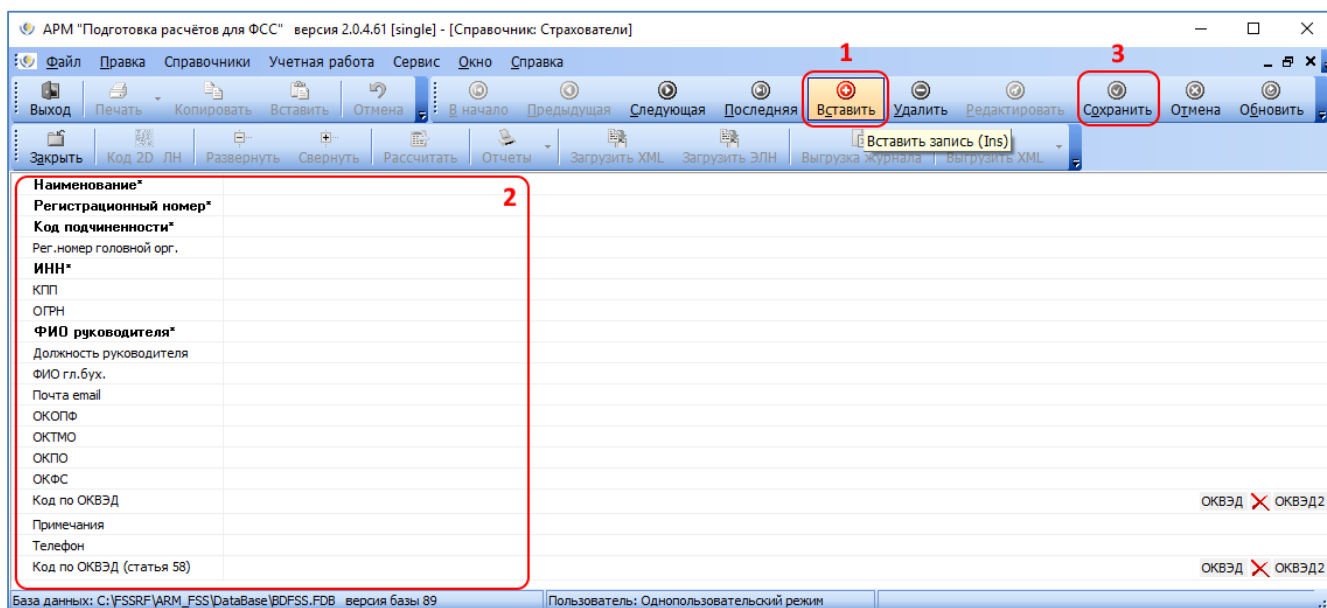 АРМ "Подготовка расчётов для ФСС" версия 2.0.4.61 [single] - [Справочник: Страхователи]
Файл Правка Справочники Учетная работа Сервис Окно Справка
1 3
Выход Печать Копировать Вставить Отмена В начало Предыдущая Следующая Последняя Вставить Удалить Редактировать Сохранить Отмена Обновить
Закрыть Код 2D ЛН Развернуть Свернуть Рассчитать Отчеты Загрузить XML Загрузить ЭЛН Выгрузка журнала Выгрузить XML
Вставить запись (Ins)
2
Наименование*
Регистрационный номер*
Код подчиненности*
Рег.номер головной орг.
ИНН*
КПП
ОГРН
ФИО руководителя*
Должность руководителя
ФИО гл.бух.
Почта email
ОКОПФ
ОКТМО
ОКПО
ОКФС
Код по ОКВЭД ОКВЭД ОКВЭД2
Примечания
Телефон
Код по ОКВЭД (статья 58) ОКВЭД ОКВЭД2
База данных: C:\FSSRF\ARM_FSS\DataBase\BDFSS.FDB версия базы 89 Пользователь: Однопользовательский режим